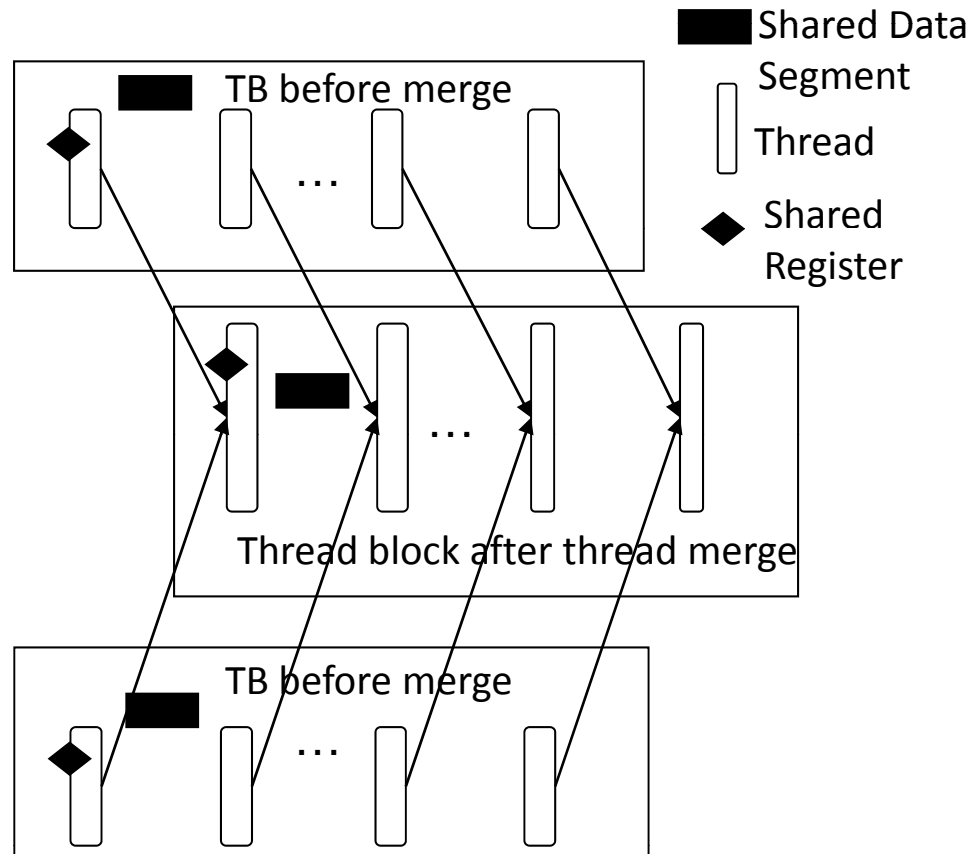 Shared Data
Segment
Thread
Shared
Register
TB before merge
...
...
Thread block after thread merge
TB before merge
...